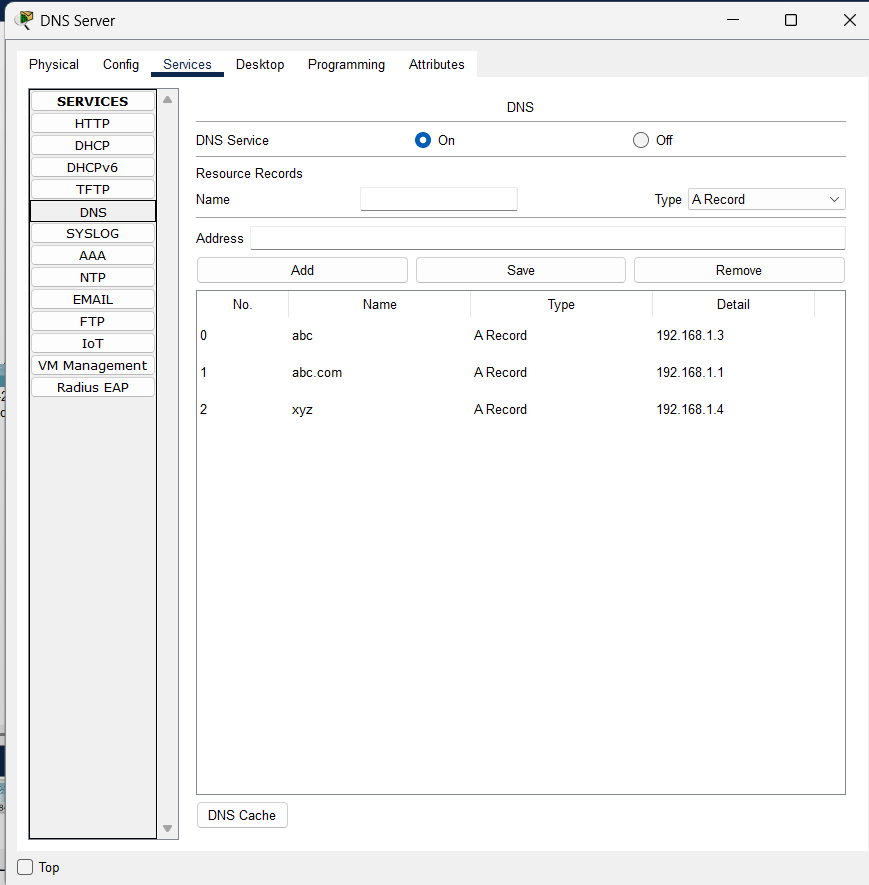 DNS Server
Physical Config Services Desktop Programming Attributes
SERVICES
HTTP
DHCP
DHCPv6
TFTP
DNS
SYSLOG
AAA
NTP
EMAIL
FTP
IoT
VM Management
Radius EAP
DNS
DNS Service On Off
Resource Records
Name Type A Record
Address
Add Save Remove
No. Name Type Detail
0 abc A Record 192.168.1.3
1 abc.com A Record 192.168.1.1
2 xyz A Record 192.168.1.4
DNS Cache
Top